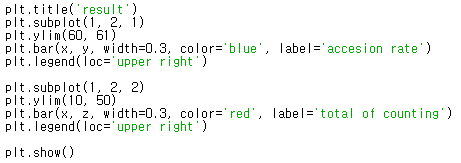 plt.title('result')
plt.subplot(1, 2, 1)
plt.ylim(60, 61)
plt.bar(x, y, width=0.3, color='blue', label='accesion rate')
plt.legend(loc='upper right')
plt.subplot(1, 2, 2)
plt.ylim(10, 50)
plt.bar(x, z, width=0.3, color='red', label='total of counting')
plt.legend(loc='upper right')
plt.show()